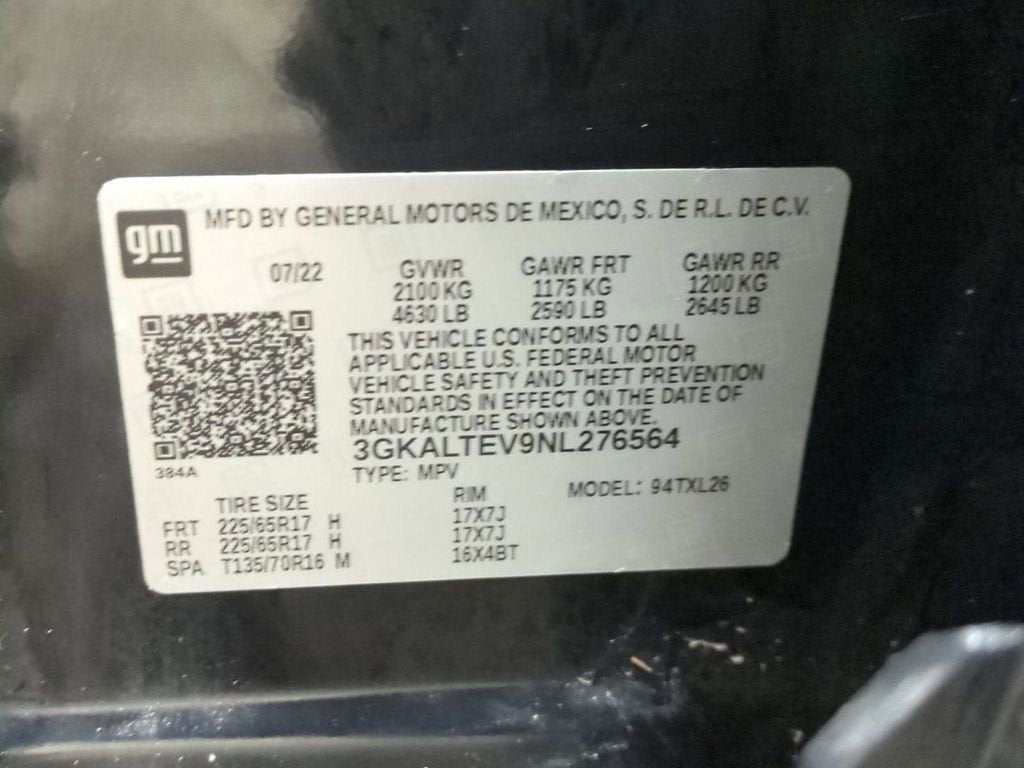 gm
MFD BY GENERAL MOTORS DE MEXICO, S. DE R.L. DE C.V.
07/22 GVWR GAWR FRT GAWR RR
2100 KG 1175 KG 1200 KG
4630 LB 2590 LB 2645 LB
THIS VEHICLE CONFORMS TO ALL
APPLICABLE U.S. FEDERAL MOTOR
VEHICLE SAFETY AND THEFT PREVENTION
STANDARDS IN EFFECT ON THE DATE OF
MANUFACTURE SHOWN ABOVE.
3GKALTEV9NL276564
384A
TYPE: MPV MODEL: 94TXL26
TIRE SIZE RIM
FRT 225/65R17 H 17X7J
RR 225/65R17 H 17X7J
SPA T135/70R16 M 16X4BT